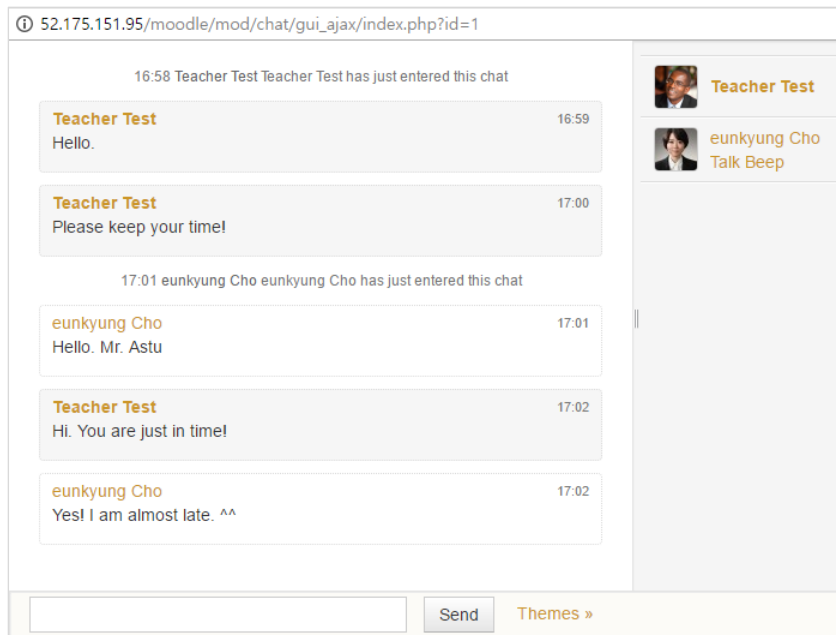 52.175.151.95/moodle/mod/chat/gui_ajax/index.php?id=1
16:58 Teacher Test Teacher Test has just entered this chat
Teacher Test 16:59
Hello.
Teacher Test 17:00
Please keep your time!
17:01 eunkyung Cho eunkyung Cho has just entered this chat
eunkyung Cho 17:01
Hello. Mr. Astu
Teacher Test 17:02
Hi. You are just in time!
eunkyung Cho 17:02
Yes! I am almost late. ^^
Send Themes »
Teacher Test
eunkyung Cho
Talk Beep